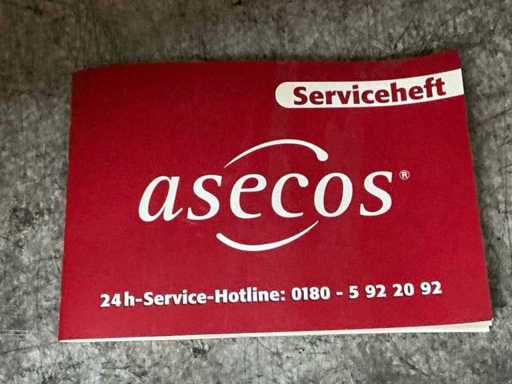 Serviceheft
asecos®
24h-Service-Hotline: 0180 - 5 92 20 92